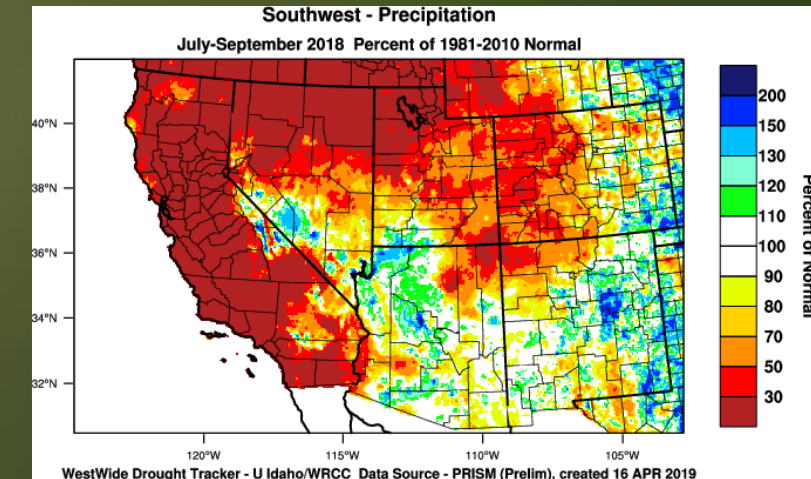 Southwest - Precipitation
July-September 2018 Percent of 1981-2010 Normal
40°N
38°N
36°N
34°N
32°N
120°W
115°W
110°W
105°W
200
150
130
120
110
100
90
80
70
50
30
Percent of Normal
WestWide Drought Tracker - U Idaho/WRCC Data Source - PRISM (Prelim), created 16 APR 2019